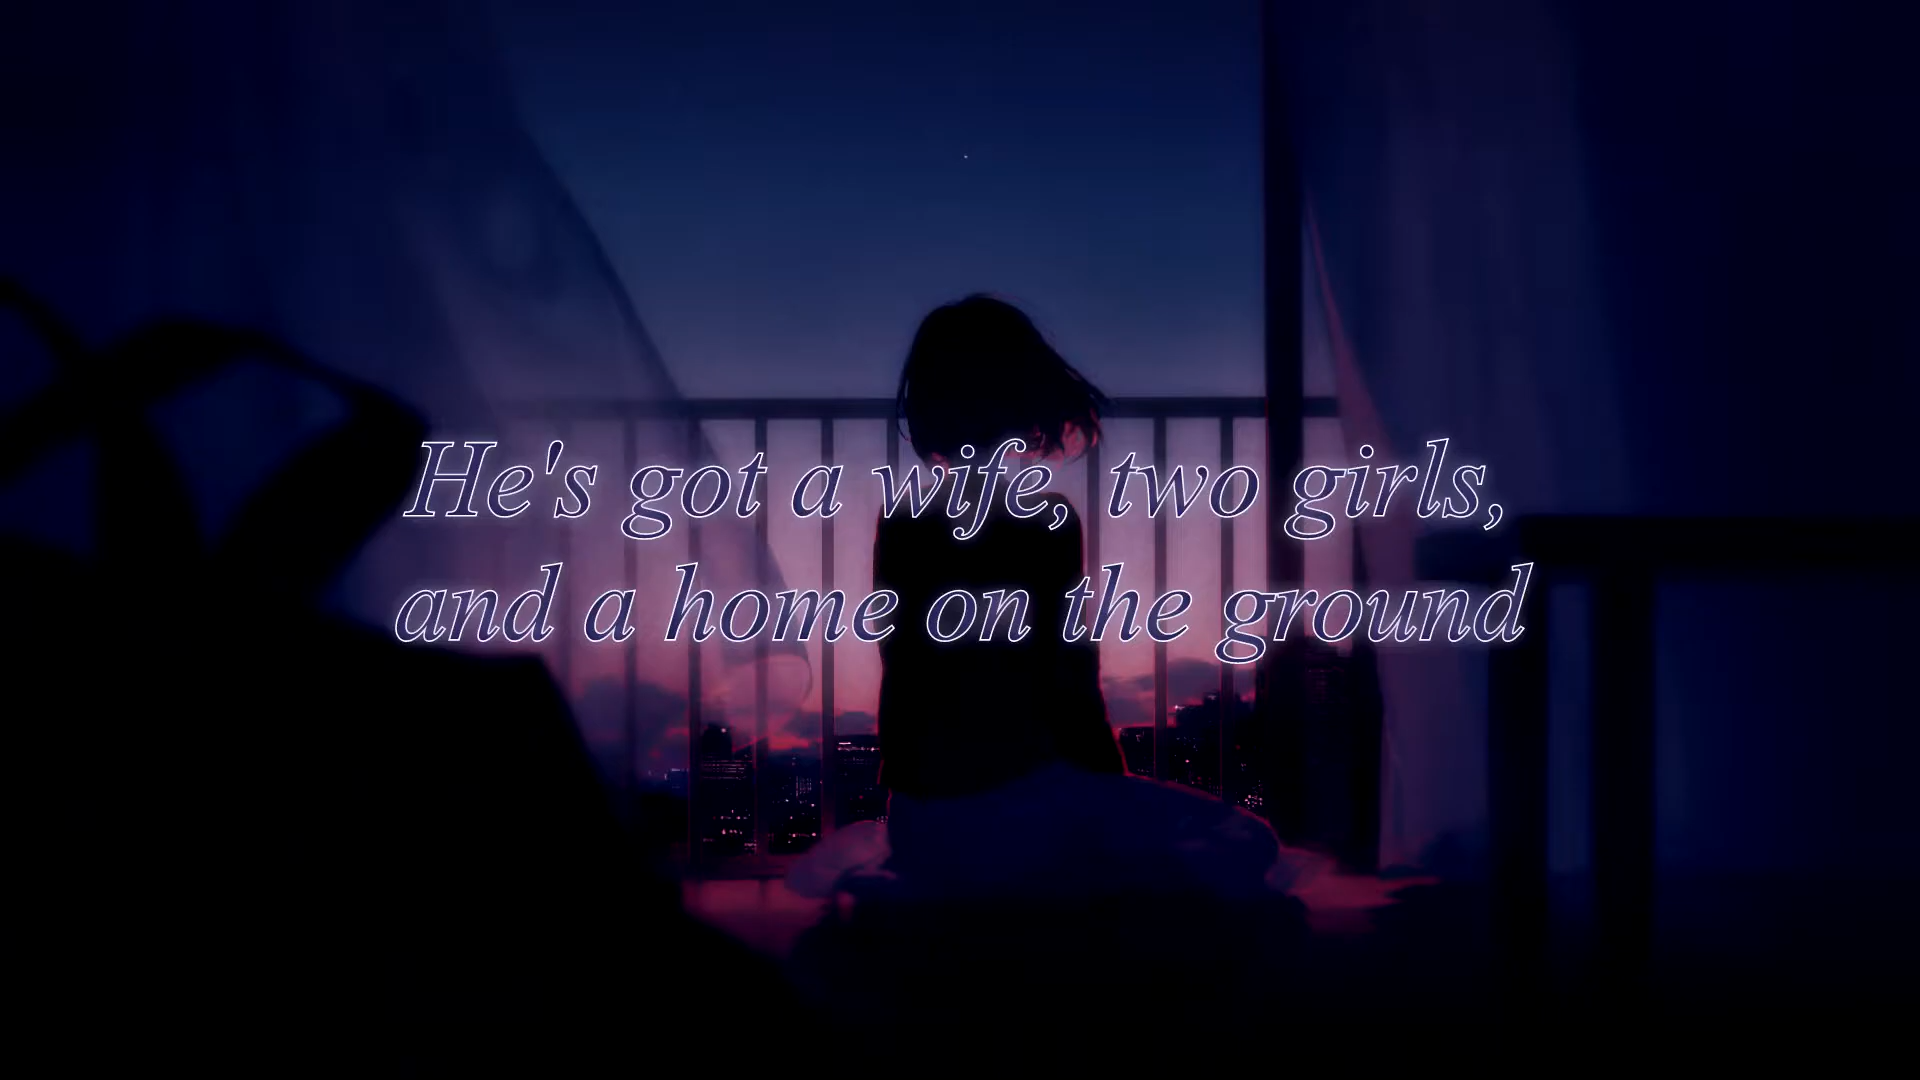 He's got a wife, two girls,
and a home on the ground